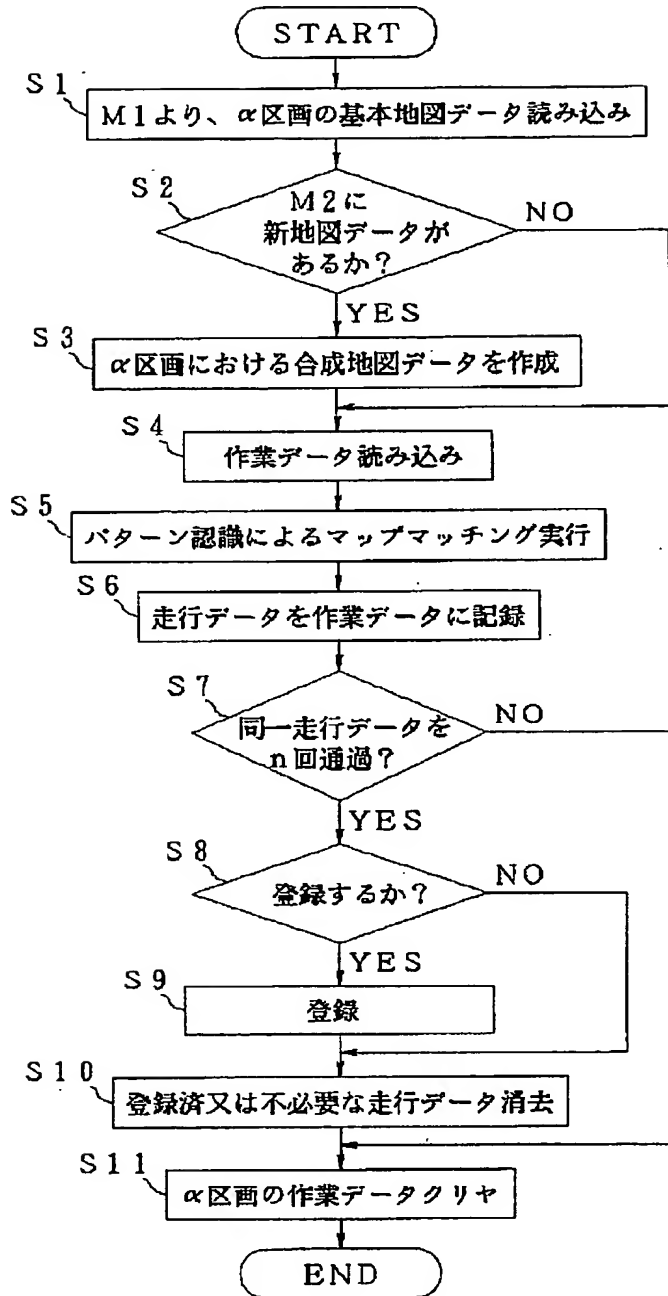 START
S1
M1より、α区画の基本地図データ読み込み
S2
M2に
新地図データが
あるか？
NO
YES
S3
α区画における合成地図データを作成
S4
作業データ読み込み
S5
パターン認識によるマップマッチング実行
S6
走行データを作業データに記録
S7
同一走行データを
n回通過？
NO
YES
S8
登録するか？
NO
YES
S9
登録
S10
登録済又は不必要な走行データ消去
S11
α区画の作業データクリヤ
END